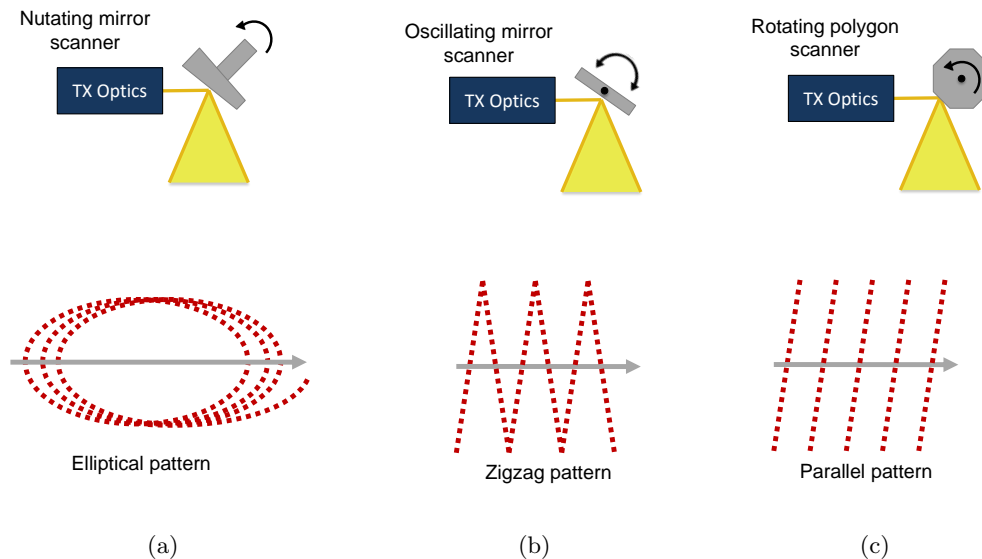 Nutating mirror
scanner
TX Optics
Elliptical pattern
(a)
Oscillating mirror
scanner
TX Optics
Zigzag pattern
(b)
Rotating polygon
scanner
TX Optics
Parallel pattern
(c)